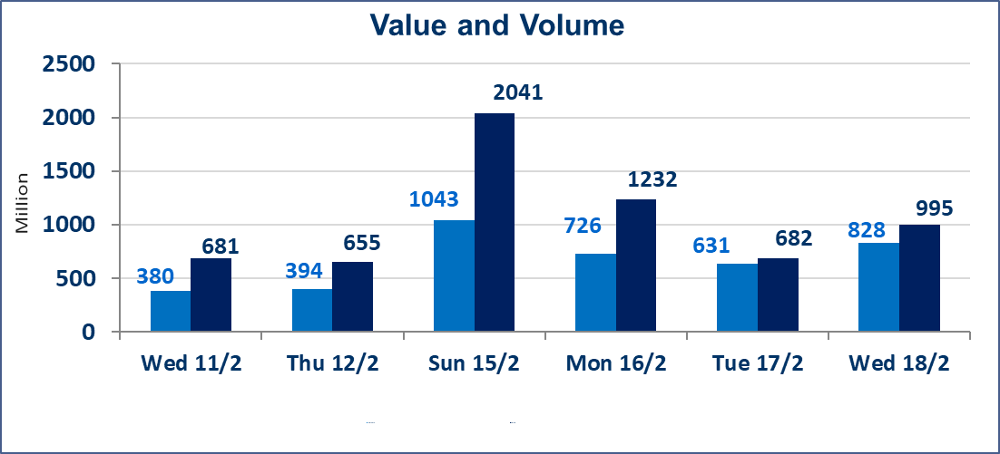 Value and Volume
Million
2500
2000
1500
1000
500
0
380
681
394
655
1043
2041
726
1232
631
682
828
995
Wed 11/2
Thu 12/2
Sun 15/2
Mon 16/2
Tue 17/2
Wed 18/2